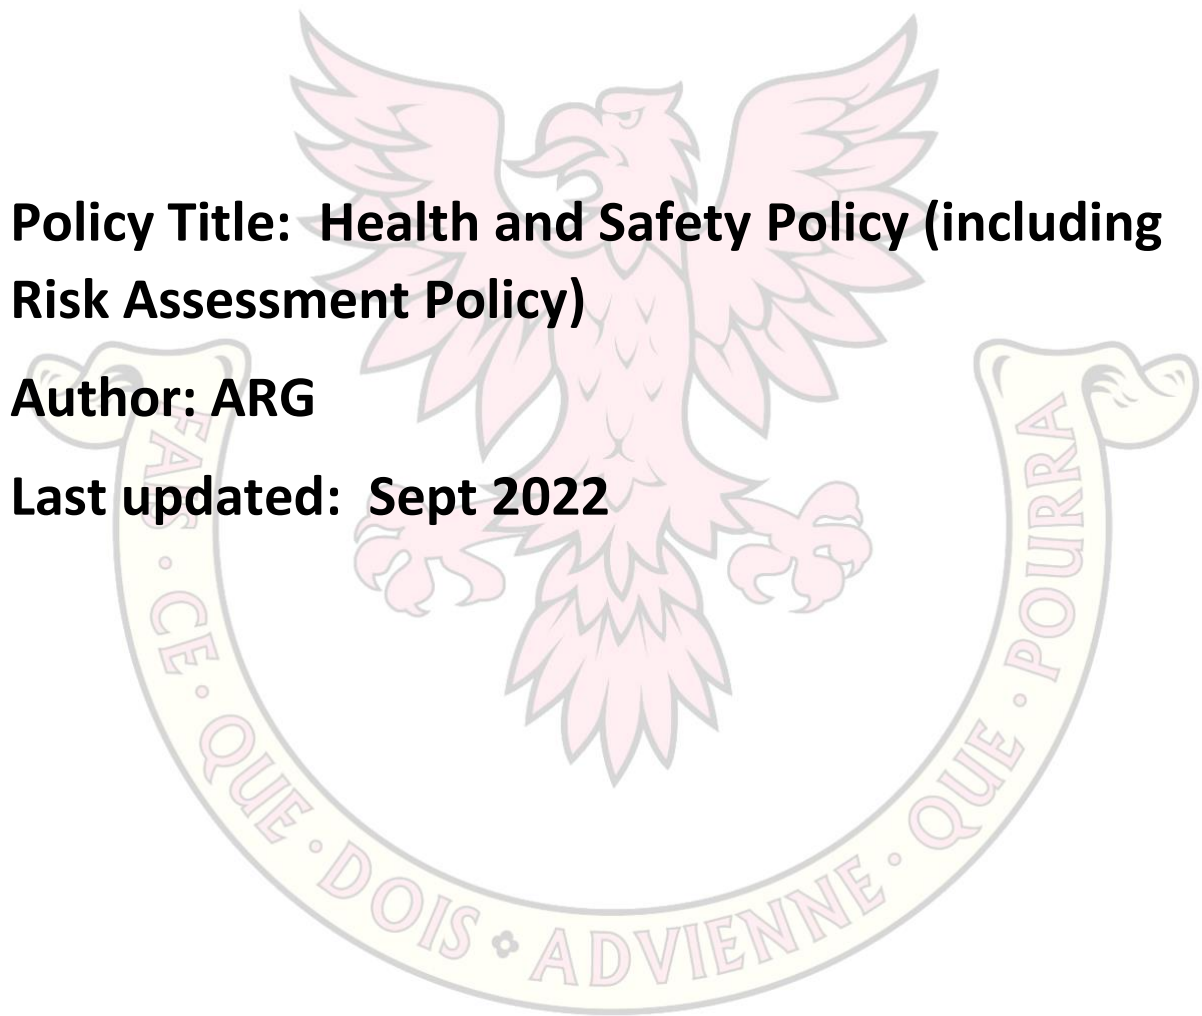 Policy Title:  Health and Safety Policy (including
Risk Assessment Policy)
Author: ARG
Last updated:  Sept 2022
FAIS · CE · QUE · DOIS ADVIENNE · QUE · POURRA